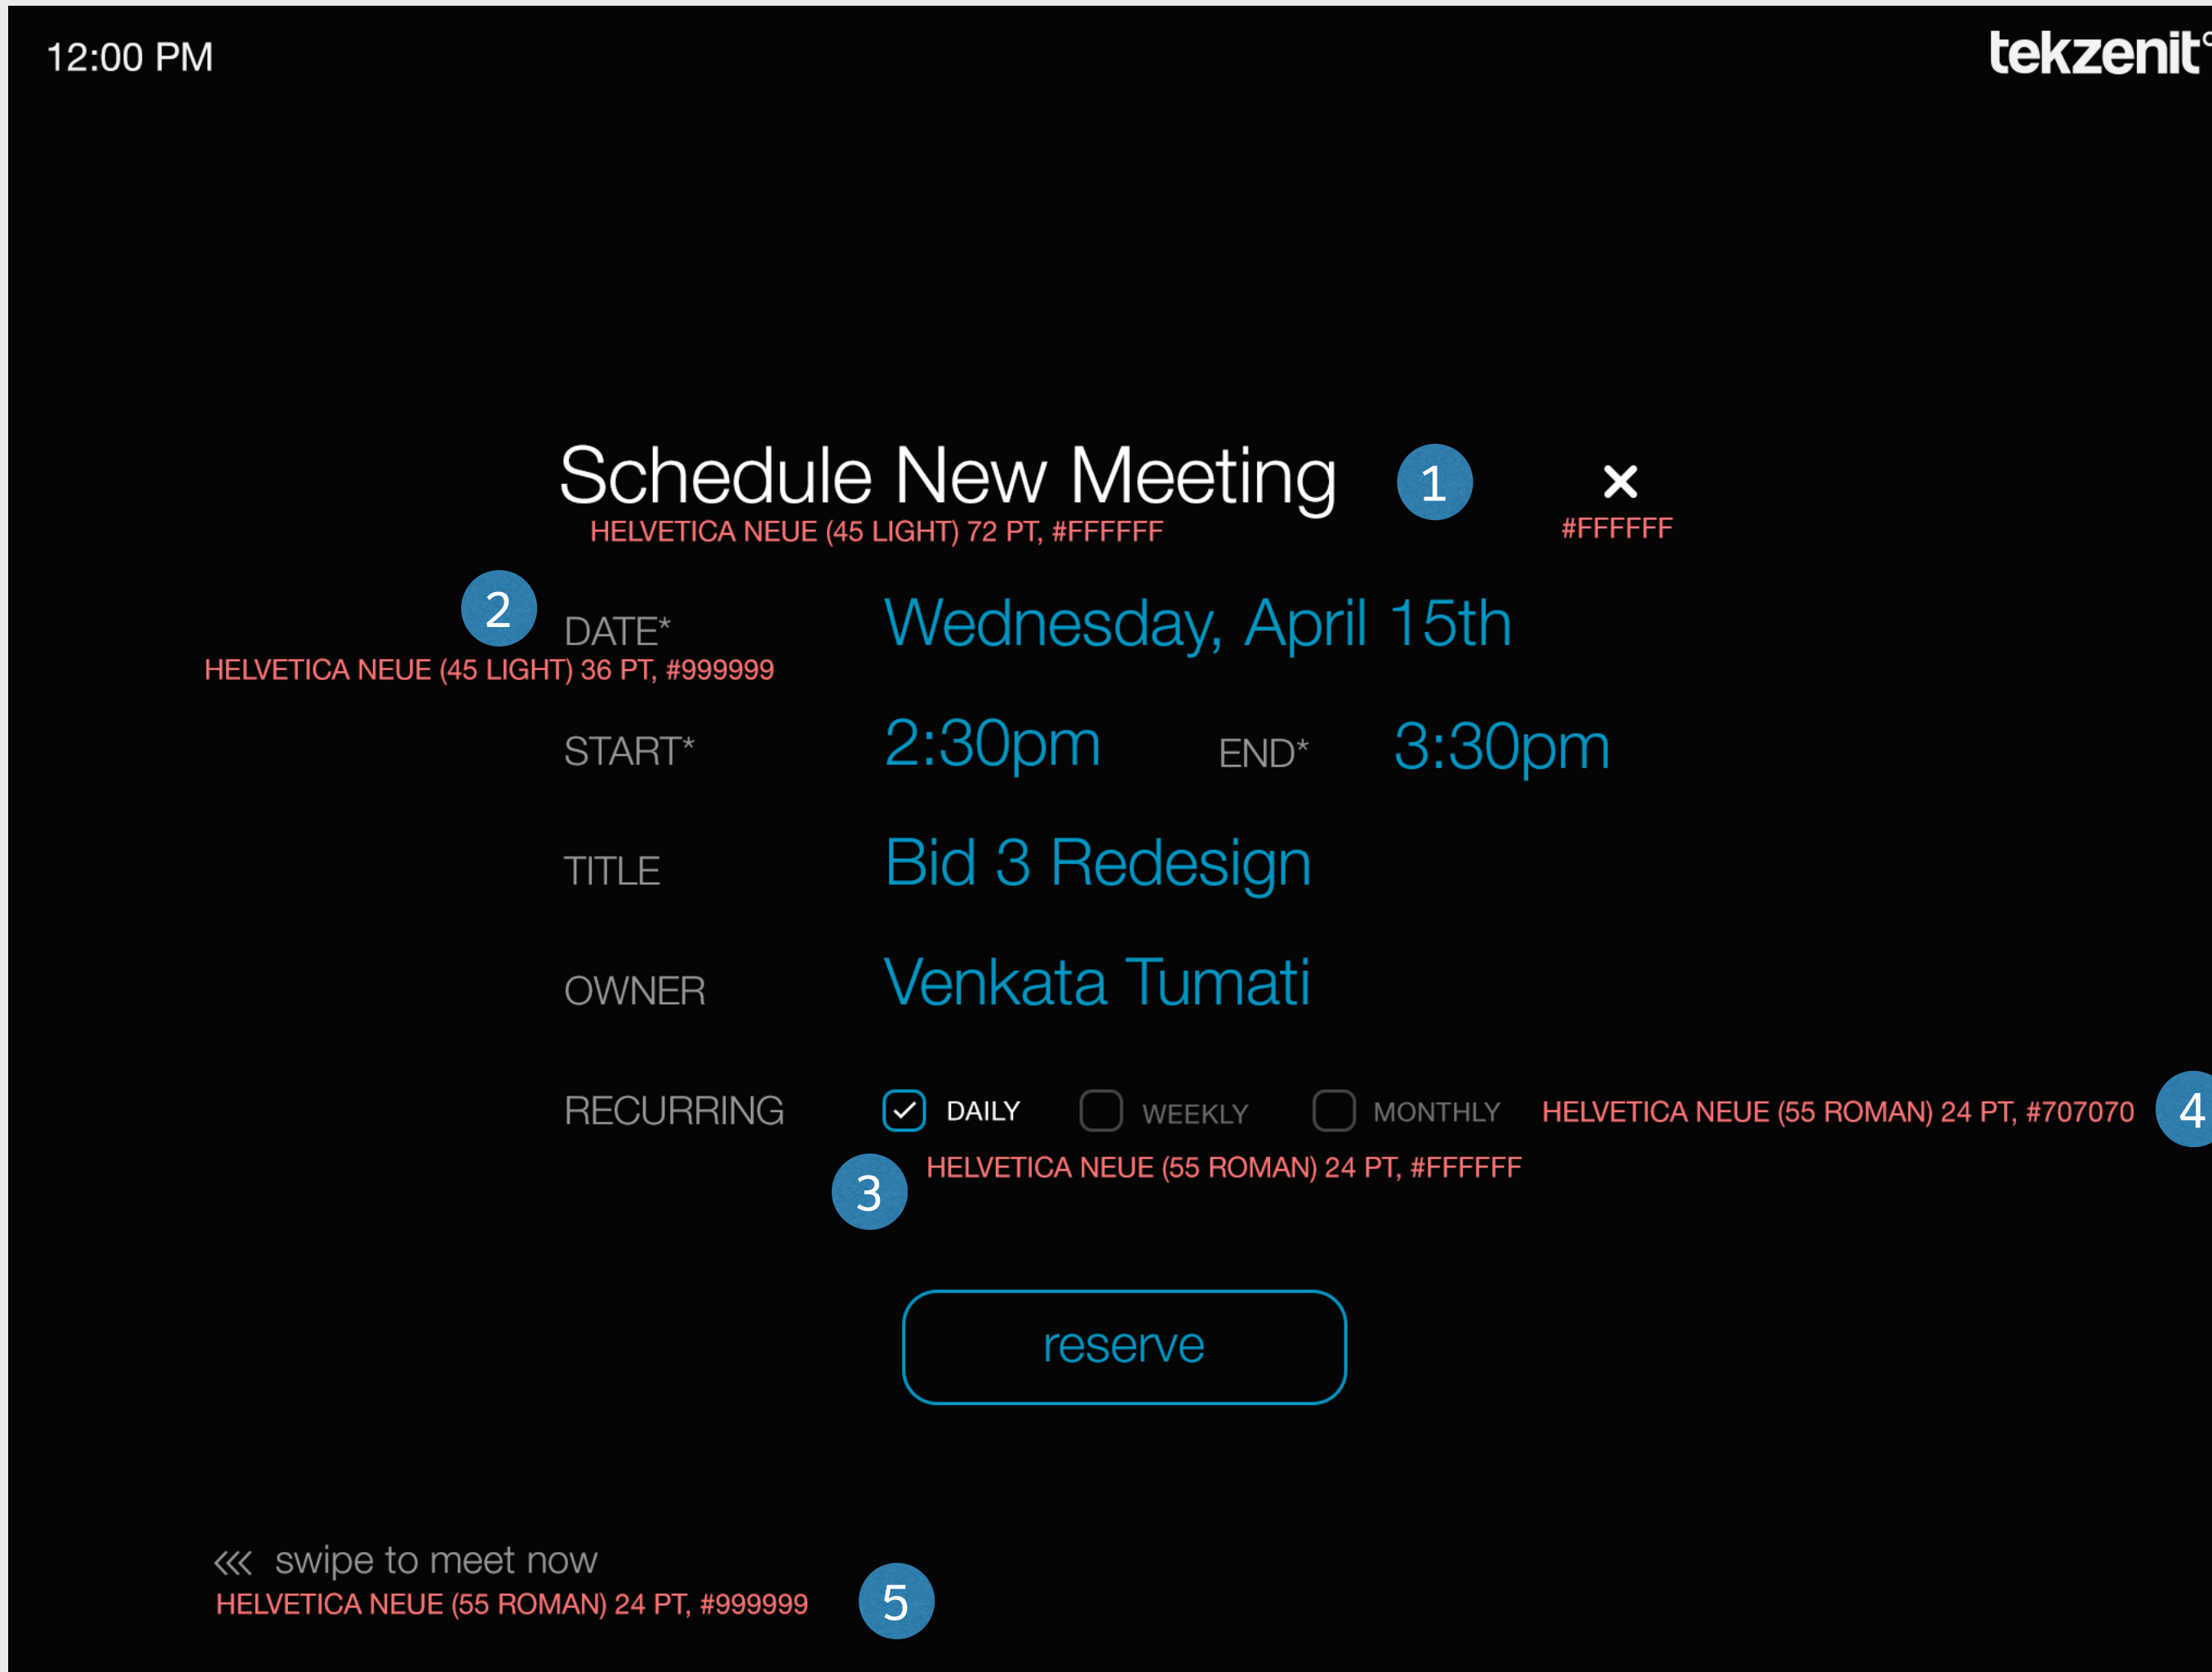 12:00 PM
tekzenit
Schedule New Meeting 1 ×
HELVETICA NEUE (45 LIGHT) 72 PT, #FFFFFF #FFFFFF
2 DATE* Wednesday, April 15th
HELVETICA NEUE (45 LIGHT) 36 PT, #999999
START* 2:30pm END* 3:30pm
TITLE Bid 3 Redesign
OWNER Venkata Tumati
RECURRING DAILY WEEKLY MONTHLY HELVETICA NEUE (55 ROMAN) 24 PT, #707070 4
3 HELVETICA NEUE (55 ROMAN) 24 PT, #FFFFFF
reserve
swipe to meet now
HELVETICA NEUE (55 ROMAN) 24 PT, #999999 5